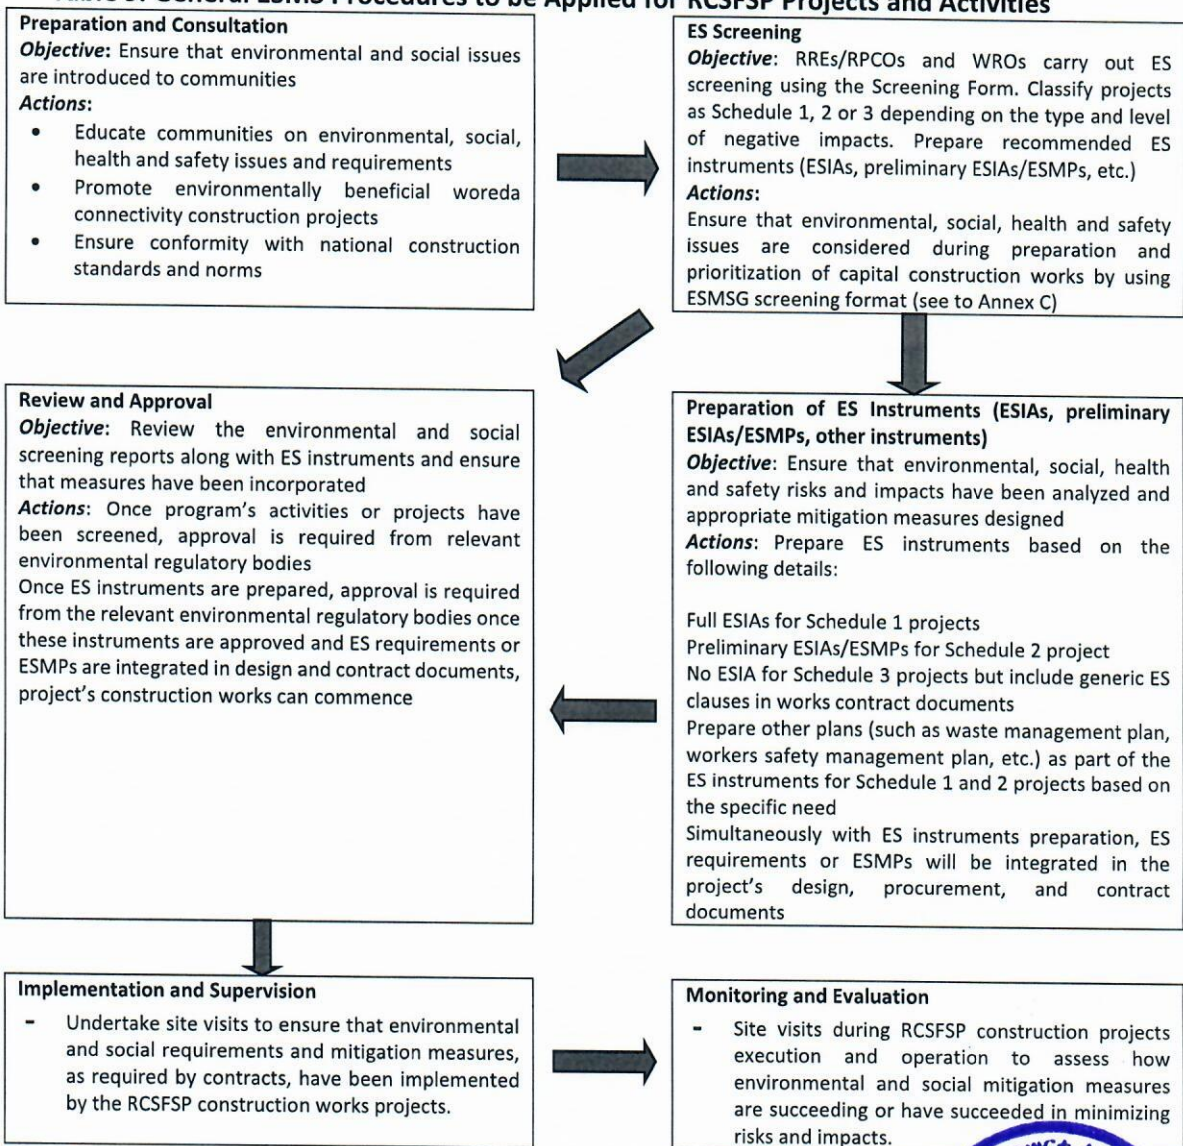 General ESMS Procedures to be Applied for RCSFSP Projects and Activities
Preparation and Consultation
Objective: Ensure that environmental and social issues
are introduced to communities
Actions:
• Educate communities on environmental, social,
health and safety issues and requirements
• Promote environmentally beneficial woreda
connectivity construction projects
• Ensure conformity with national construction
standards and norms
ES Screening
Objective: RREs/RPCOs and WROs carry out ES
screening using the Screening Form. Classify projects
as Schedule 1, 2 or 3 depending on the type and level
of negative impacts. Prepare recommended ES
instruments (ESIAs, preliminary ESIAs/ESMPs, etc.)
Actions:
Ensure that environmental, social, health and safety
issues are considered during preparation and
prioritization of capital construction works by using
ESMSG screening format (see to Annex C)
Review and Approval
Objective: Review the environmental and social
screening reports along with ES instruments and ensure
that measures have been incorporated
Actions: Once program's activities or projects have
been screened, approval is required from relevant
environmental regulatory bodies
Once ES instruments are prepared, approval is required
from the relevant environmental regulatory bodies once
these instruments are approved and ES requirements or
ESMPs are integrated in design and contract documents,
project's construction works can commence
Preparation of ES Instruments (ESIAs, preliminary
ESIAs/ESMPs, other instruments)
Objective: Ensure that environmental, social, health
and safety risks and impacts have been analyzed and
appropriate mitigation measures designed
Actions: Prepare ES instruments based on the
following details:
Full ESIAs for Schedule 1 projects
Preliminary ESIAs/ESMPs for Schedule 2 project
No ESIA for Schedule 3 projects but include generic ES
clauses in works contract documents
Prepare other plans (such as waste management plan,
workers safety management plan, etc.) as part of the
ES instruments for Schedule 1 and 2 projects based on
the specific need
Simultaneously with ES instruments preparation, ES
requirements or ESMPs will be integrated in the
project's design, procurement, and contract
documents
Implementation and Supervision
- Undertake site visits to ensure that environmental
and social requirements and mitigation measures,
as required by contracts, have been implemented
by the RCSFSP construction works projects.
Monitoring and Evaluation
- Site visits during RCSFSP construction projects
execution and operation to assess how
environmental and social mitigation measures
are succeeding or have succeeded in minimizing
risks and impacts.